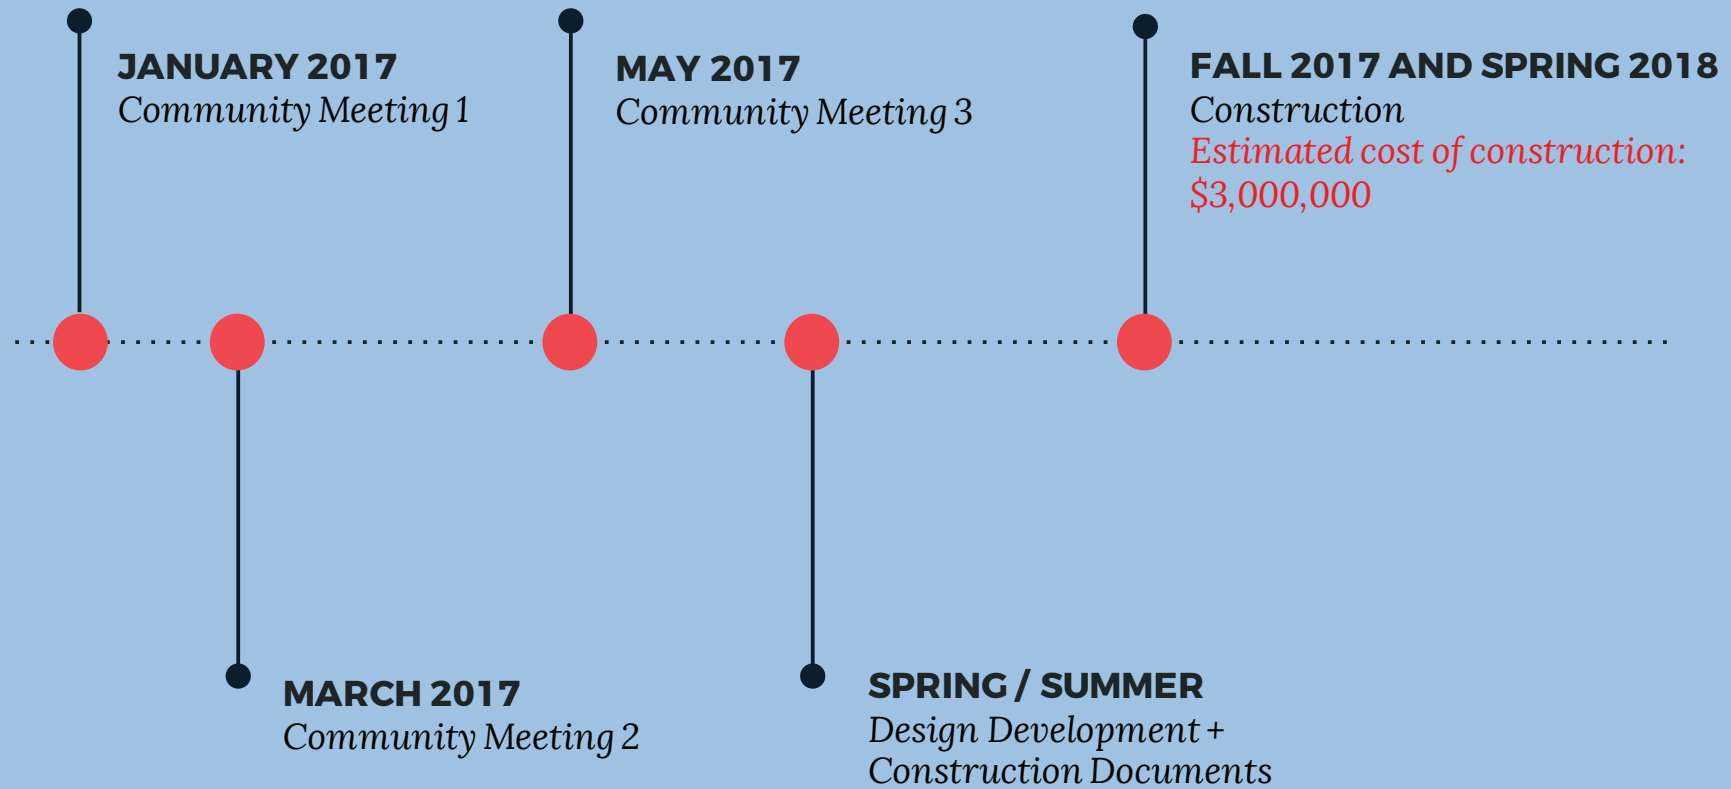 JANUARY 2017
Community Meeting 1
MAY 2017
Community Meeting 3
FALL 2017 AND SPRING 2018
Construction
Estimated cost of construction:
$3,000,000
MARCH 2017
Community Meeting 2
SPRING / SUMMER
Design Development +
Construction Documents